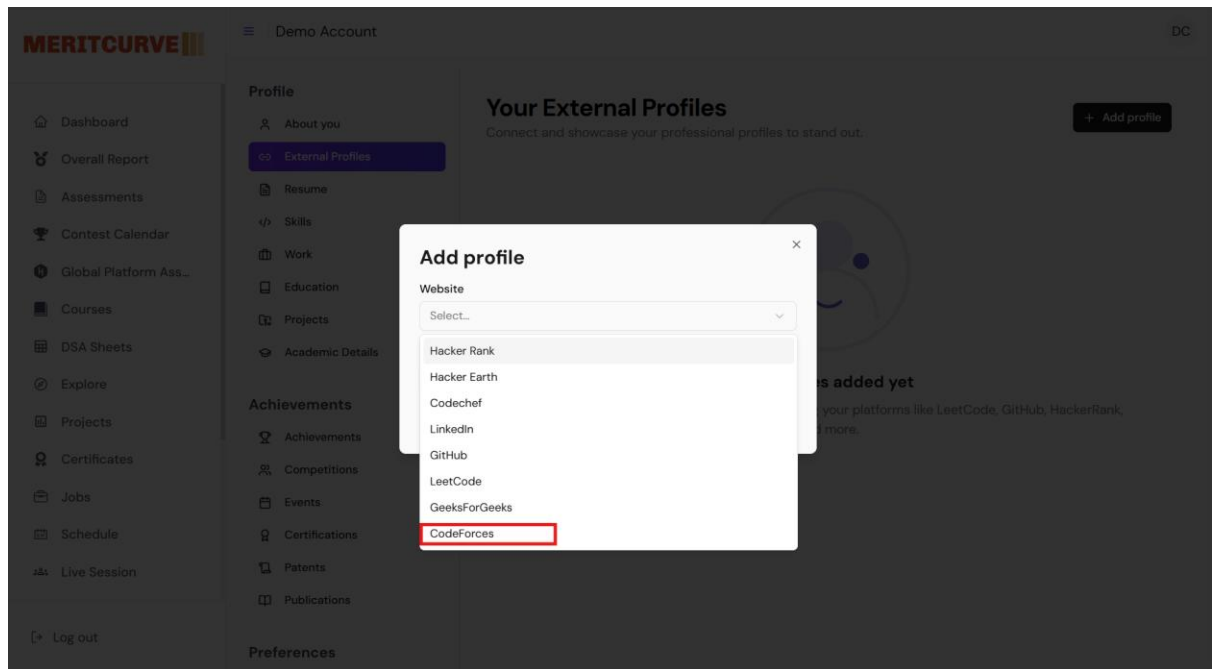 MERITCURVE
Demo Account
DC
Dashboard
Overall Report
Assessments
Contest Calendar
Global Platform Ass...
Courses
DSA Sheets
Explore
Projects
Certificates
Jobs
Schedule
Live Session
Log out
Profile
About you
External Profiles
Resume
Skills
Work
Education
Projects
Academic Details
Achievements
Achievements
Competitions
Events
Certifications
Patents
Publications
Preferences
Your External Profiles
Connect and showcase your professional profiles to stand out.
+ Add profile
Add profile
Website
Select...
Hacker Rank
Hacker Earth
Codechef
LinkedIn
GitHub
LeetCode
GeeksForGeeks
CodeForces
s added yet
your platforms like LeetCode, GitHub, HackerRank,
more.